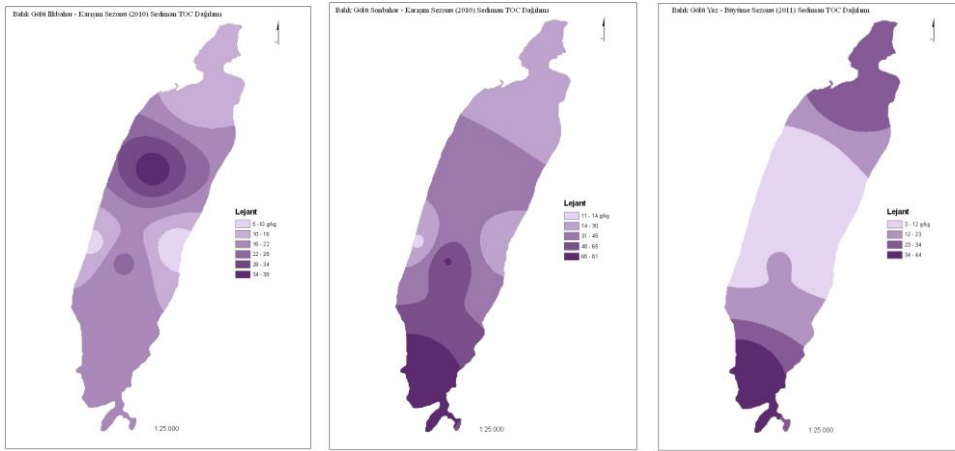 Balık Gölü İlkbahar - Karışım Sezonu (2010) Sediman TOC Dağılımı
Lejant
5 -10 g/kg
10 - 16
16 - 22
22 - 28
28 - 34
34 - 38
1:25.000
Balık Gölü Sonbahar - Karışım Sezonu (2010) Sediman TOC Dağılımı
Lejant
11 - 14 g/kg
14 - 30
31 - 48
48 - 65
65 - 81
1:25.000
Balık Gölü Yaz - Büyüme Sezonu (2011) Sediman TOC Dağılımı
Lejant
3 - 12 g/kg
12 - 23
23 - 34
34 - 44
1:25.000